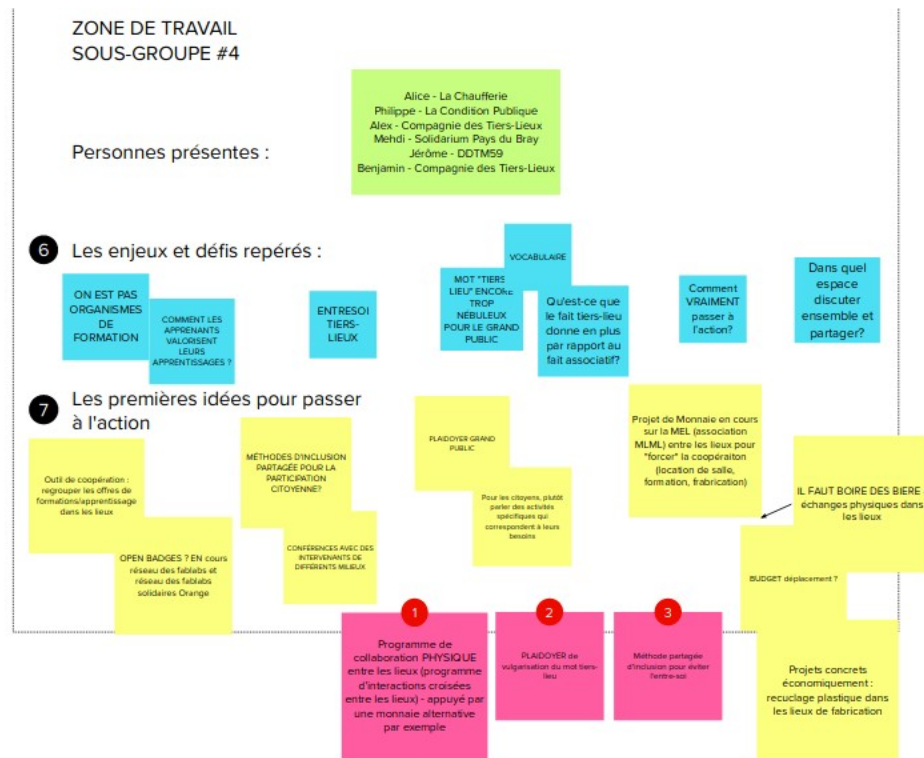 ZONE DE TRAVAIL
SOUS-GROUPE #4
Personnes présentes :
Alice - La Chaufferie
Philippe - La Condition Publique
Alex - Compagnie des Tiers-Lieux
Mehdi - Solidarium Pays du Bray
Jérôme - DDTM59
Benjamin - Compagnie des Tiers-Lieux
6 Les enjeux et défis repérés :
ON EST PAS
ORGANISMES
DE
FORMATION
COMMENT LES
APPRENANTS
VALORISENT
LEURS
APPRENTISSAGES ?
ENTRESOI
TIERS-
LIEUX
MOT "TIERS
LIEU" ENCORE
TROP
NÉBULEUX
POUR LE GRAND
PUBLIC
VOCABULAIRE
Qu'est-ce que
le fait tiers-lieu
donne en plus
par rapport au
fait associatif?
Comment
VRAIMENT
passer à
l'action?
Dans quel
espace
discuter
ensemble et
partager?
7 Les premières idées pour passer
à l'action
Outil de coopération :
regrouper les offres de
formations/apprentissage
dans les lieux
OPEN BADGES ? EN cours
réseau des fablabs et
réseau des fablabs
solidaires Orange
MÉTHODES D'INCLUSION
PARTAGÉE POUR LA
PARTICIPATION
CITOYENNE?
CONFÉRENCES AVEC DES
INTERVENANTS DE
DIFFÉRENTS MILIEUX
PLAIDOYER GRAND
PUBLIC
Pour les citoyens, plutôt
parler des activités
spécifiques qui
correspondent à leurs
besoins
Projet de Monnaie en cours
sur la MEL (association
MLML) entre les lieux pour
"forcer" la coopéraiton
(location de salle,
formation, frabrication)
IL FAUT BOIRE DES BIERE
échanges physiques dans
les lieux
BUDGET déplacement ?
Projets concrets
économiquement :
recuclage plastique dans
les lieux de fabrication
1
Programme de
collaboration PHYSIQUE
entre les lieux (programme
d'interactions croisées
entre les lieux) - appuyé par
une monnaie alternative
par exemple
2
PLAIDOYER de
vulgarisation du mot tiers-
lieu
3
Méthode partagée
d'inclusion pour éviter
l'entre-soi